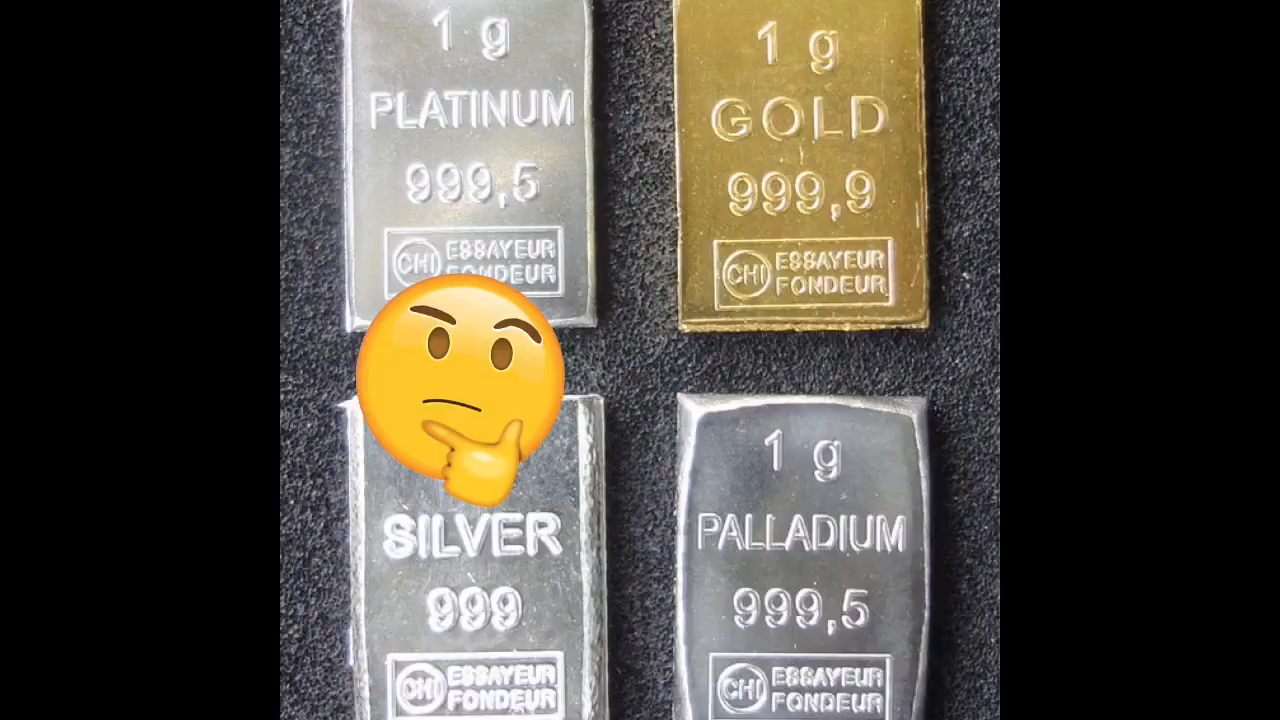 1 g
PLATINUM
999,5
CHI ESSAYEUR
FONDEUR
1 g
GOLD
999,9
CHI ESSAYEUR
FONDEUR
SILVER
999
CHI ESSAYEUR
FONDEUR
1 g
PALLADIUM
999,5
CHI ESSAYEUR
FONDEUR